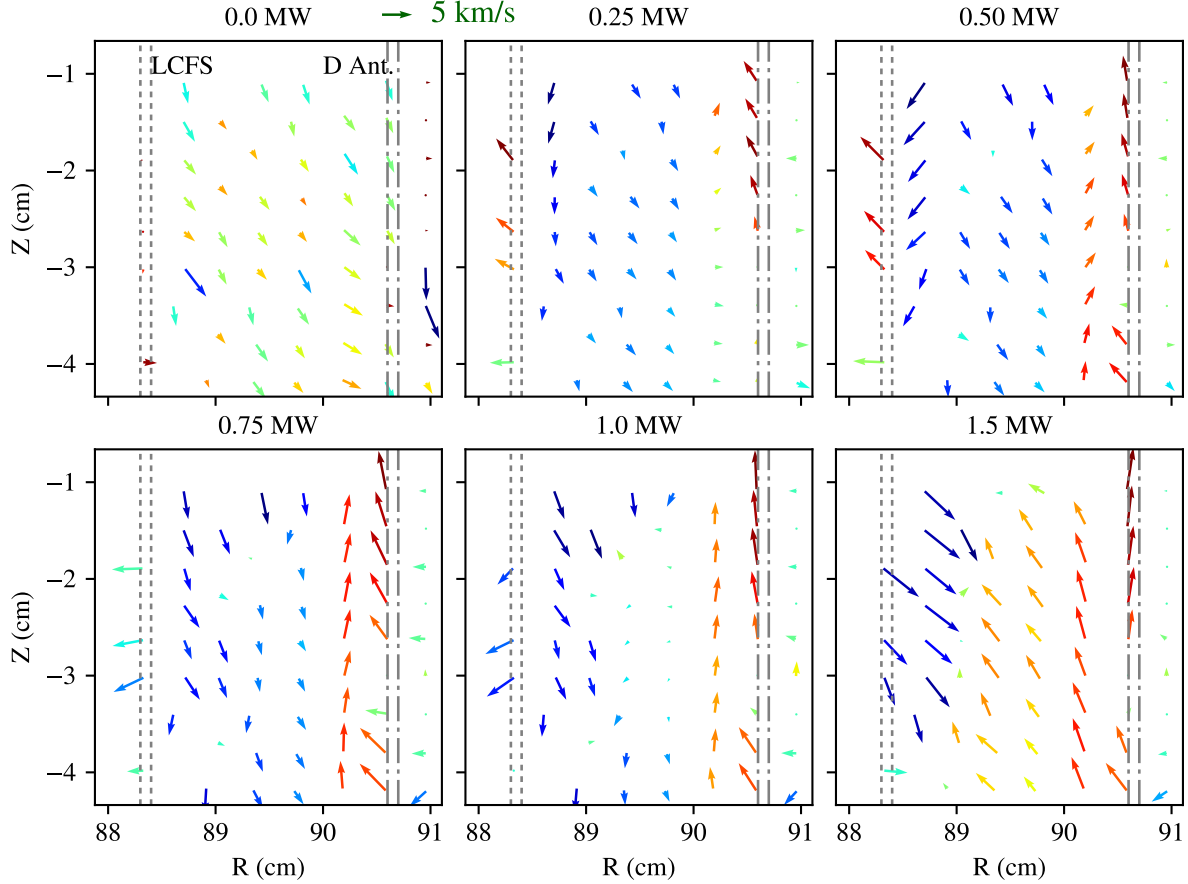 0.0 MW
5 km/s
0.25 MW
0.50 MW
LCFS
D Ant.
Z (cm)
−1
−2
−3
−4
0.75 MW
1.0 MW
1.5 MW
Z (cm)
−1
−2
−3
−4
88 89 90 91
88 89 90 91
88 89 90 91
R (cm)
R (cm)
R (cm)